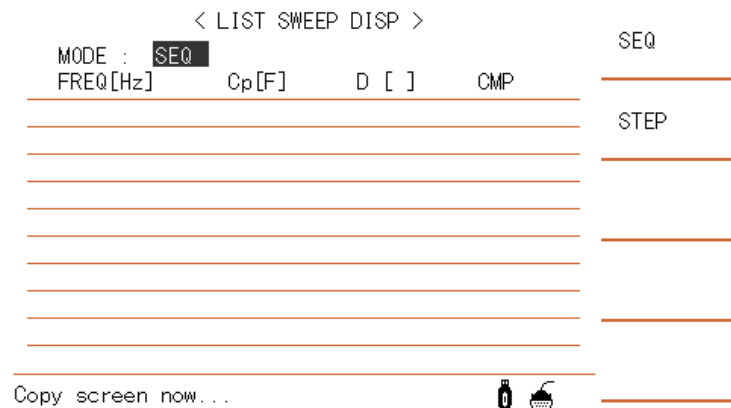 < LIST SWEEP DISP >
MODE : SEQ
FREQ[Hz] Cp[F] D [ ] CMP
Copy screen now...
SEQ
STEP